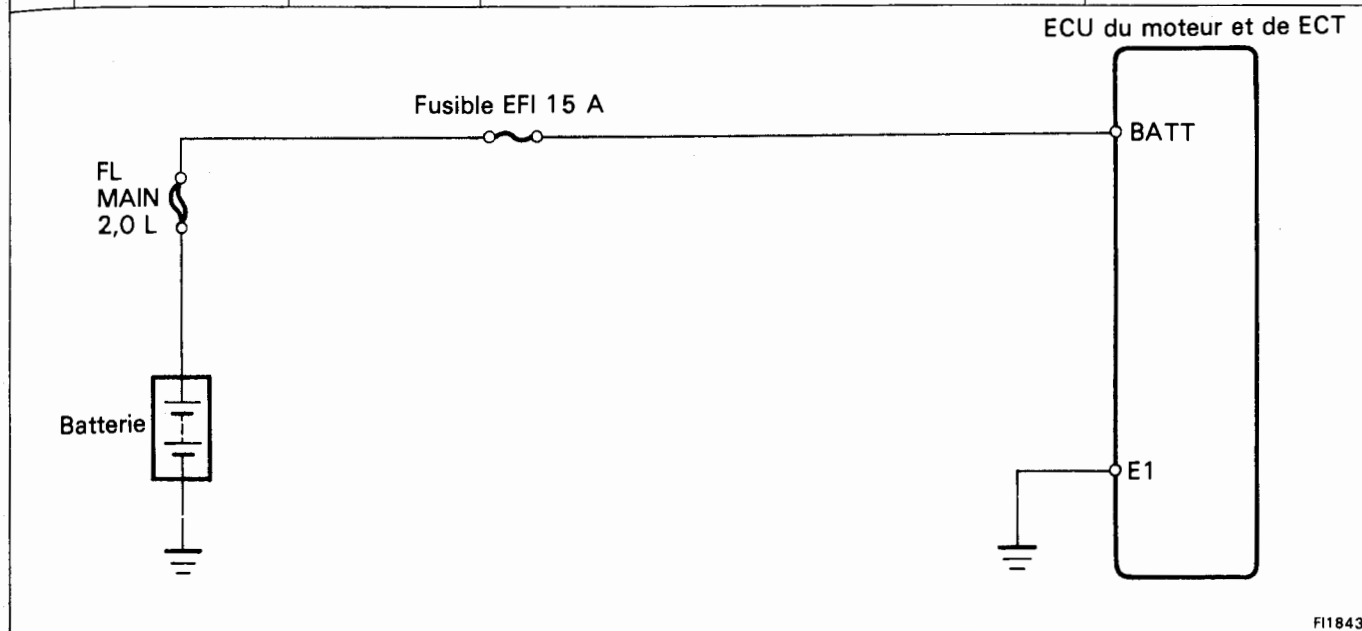 ECU du moteur et de ECT
Fusible EFI 15 A
BATT
FL
MAIN
2,0 L
Batterie
E1
FI1843